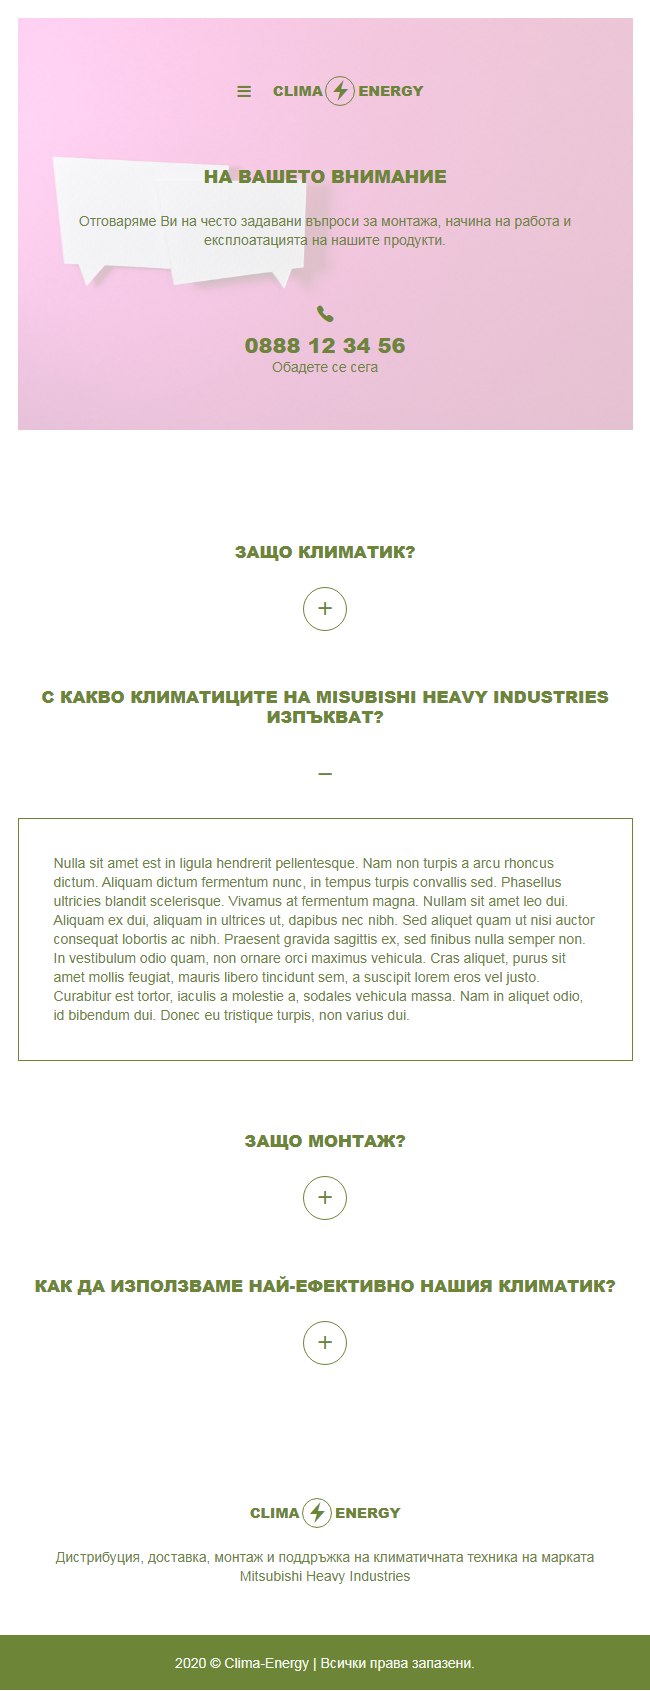 CLIMA ENERGY
НА ВАШЕТО ВНИМАНИЕ
Отговаряме Ви на често задавани въпроси за монтажа, начина на работа и
експлоатацията на нашите продукти.
0888 12 34 56
Обадете се сега
ЗАЩО КЛИМАТИК?
+
С КАКВО КЛИМАТИЦИТЕ НА MISUBISHI HEAVY INDUSTRIES
ИЗПЪКВАТ?
–
Nulla sit amet est in ligula hendrerit pellentesque. Nam non turpis a arcu rhoncus
dictum. Aliquam dictum fermentum nunc, in tempus turpis convallis sed. Phasellus
ultricies blandit scelerisque. Vivamus at fermentum magna. Nullam sit amet leo dui.
Aliquam ex dui, aliquam in ultrices ut, dapibus nec nibh. Sed aliquet quam ut nisi auctor
consequat lobortis ac nibh. Praesent gravida sagittis ex, sed finibus nulla semper non.
In vestibulum odio quam, non ornare orci maximus vehicula. Cras aliquet, purus sit
amet mollis feugiat, mauris libero tincidunt sem, a suscipit lorem eros vel justo.
Curabitur est tortor, iaculis a molestie a, sodales vehicula massa. Nam in aliquet odio,
id bibendum dui. Donec eu tristique turpis, non varius dui.
ЗАЩО МОНТАЖ?
+
КАК ДА ИЗПОЛЗВАМЕ НАЙ-ЕФЕКТИВНО НАШИЯ КЛИМАТИК?
+
CLIMA ENERGY
Дистрибуция, доставка, монтаж и поддръжка на климатичната техника на марката
Mitsubishi Heavy Industries
2020 © Clima-Energy | Всички права запазени.